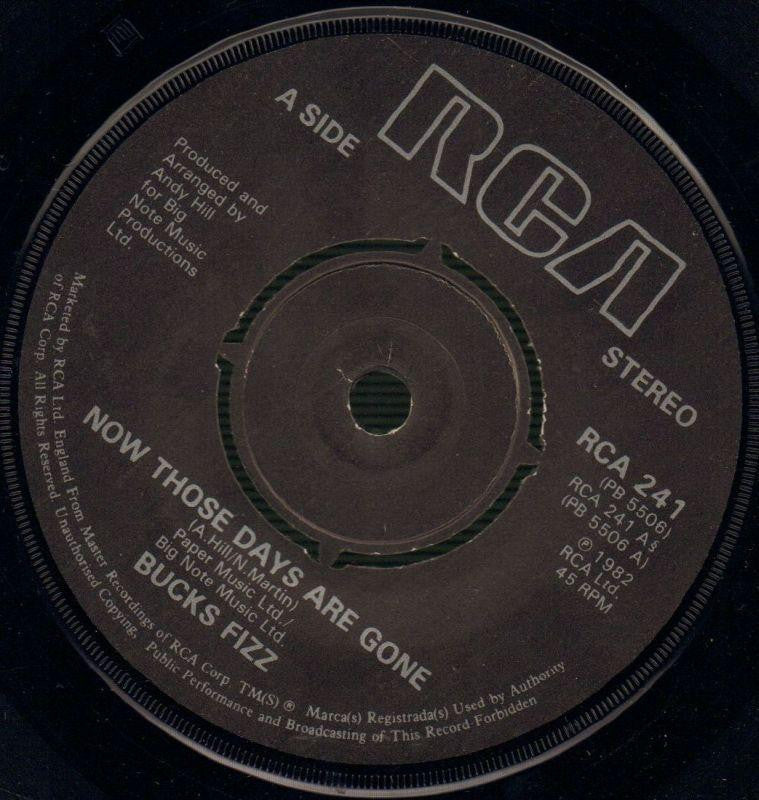 RCA
A SIDE
STEREO
Produced and
Arranged by
Andy Hill
for Big
Note Music
Productions
Ltd.
RCA 241
(PB 5506)
RCA 241 As
(PB 5506 A)
℗ 1982
RCA Ltd.
45 RPM
NOW THOSE DAYS ARE GONE
(A.Hill/N.Martin)
Paper Music Ltd./
Big Note Music Ltd.
BUCKS FIZZ
Marketed by RCA Ltd. England From Master Recordings of RCA Corp TM(S) ® Marca(s) Registrada(s) Used by Authority
of RCA Corp. All Rights Reserved. Unauthorised Copying, Public Performance and Broadcasting of This Record Forbidden